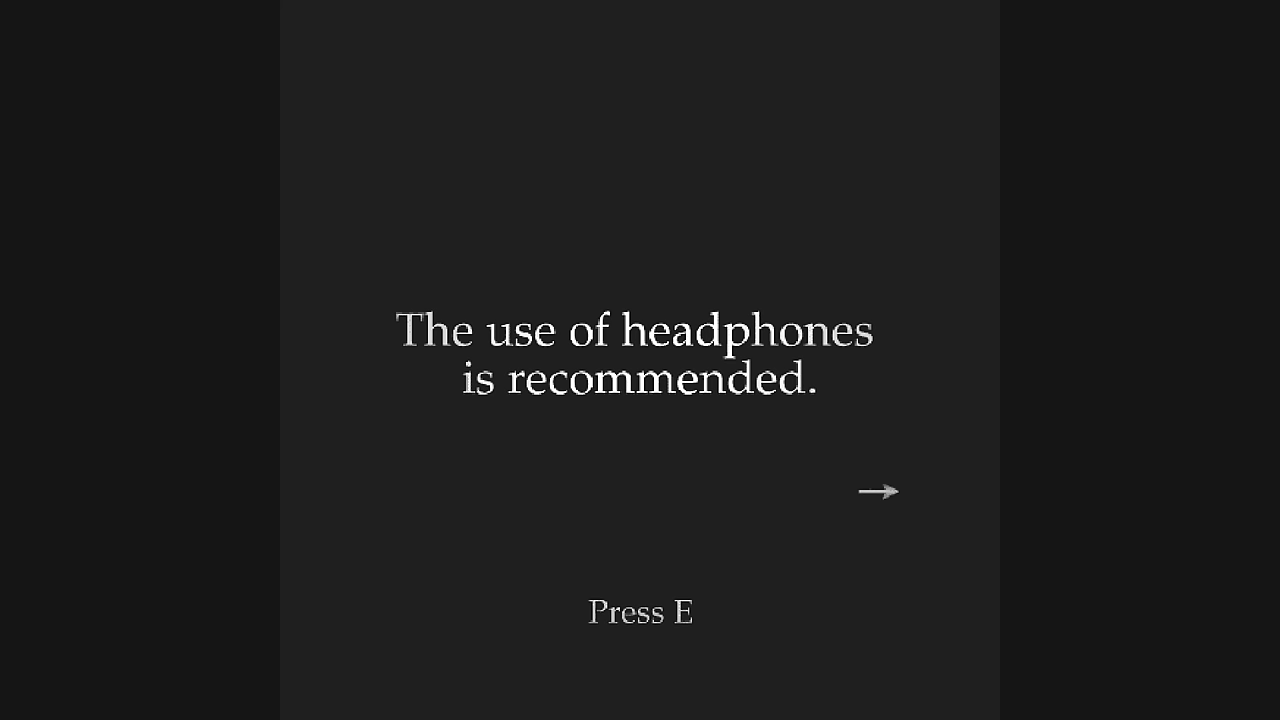 The use of headphones
is recommended.
Press E